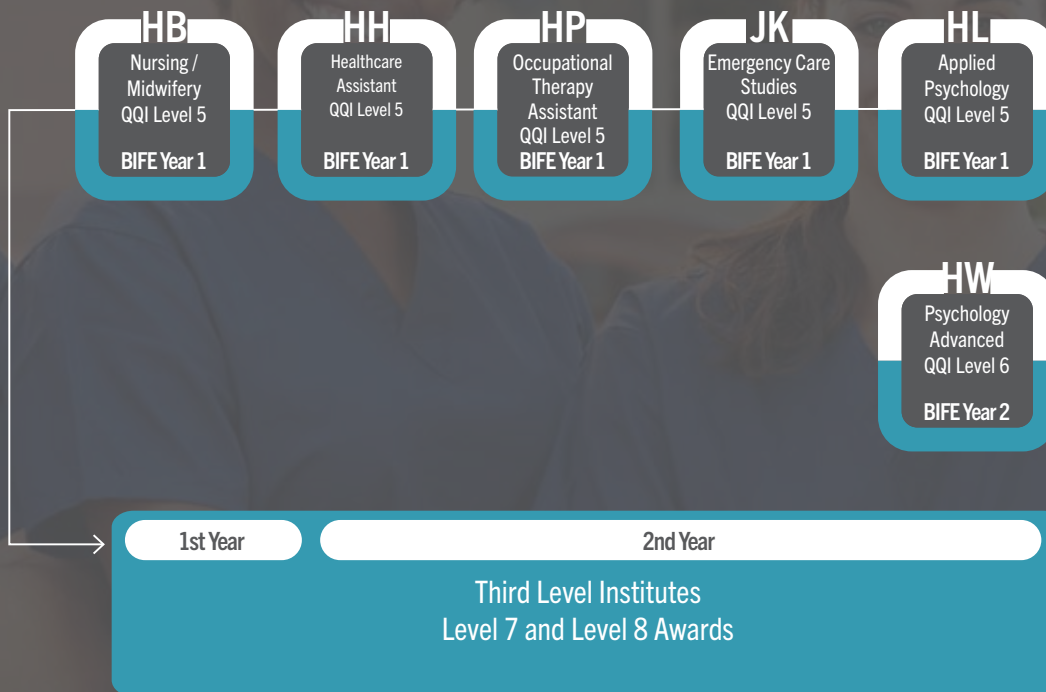 HB
Nursing /
Midwifery
QQI Level 5
BIFE Year 1
HH
Healthcare
Assistant
QQI Level 5
BIFE Year 1
HP
Occupational
Therapy
Assistant
QQI Level 5
BIFE Year 1
JK
Emergency Care
Studies
QQI Level 5
BIFE Year 1
HL
Applied
Psychology
QQI Level 5
BIFE Year 1
HW
Psychology
Advanced
QQI Level 6
BIFE Year 2
1st Year
2nd Year
Third Level Institutes
Level 7 and Level 8 Awards